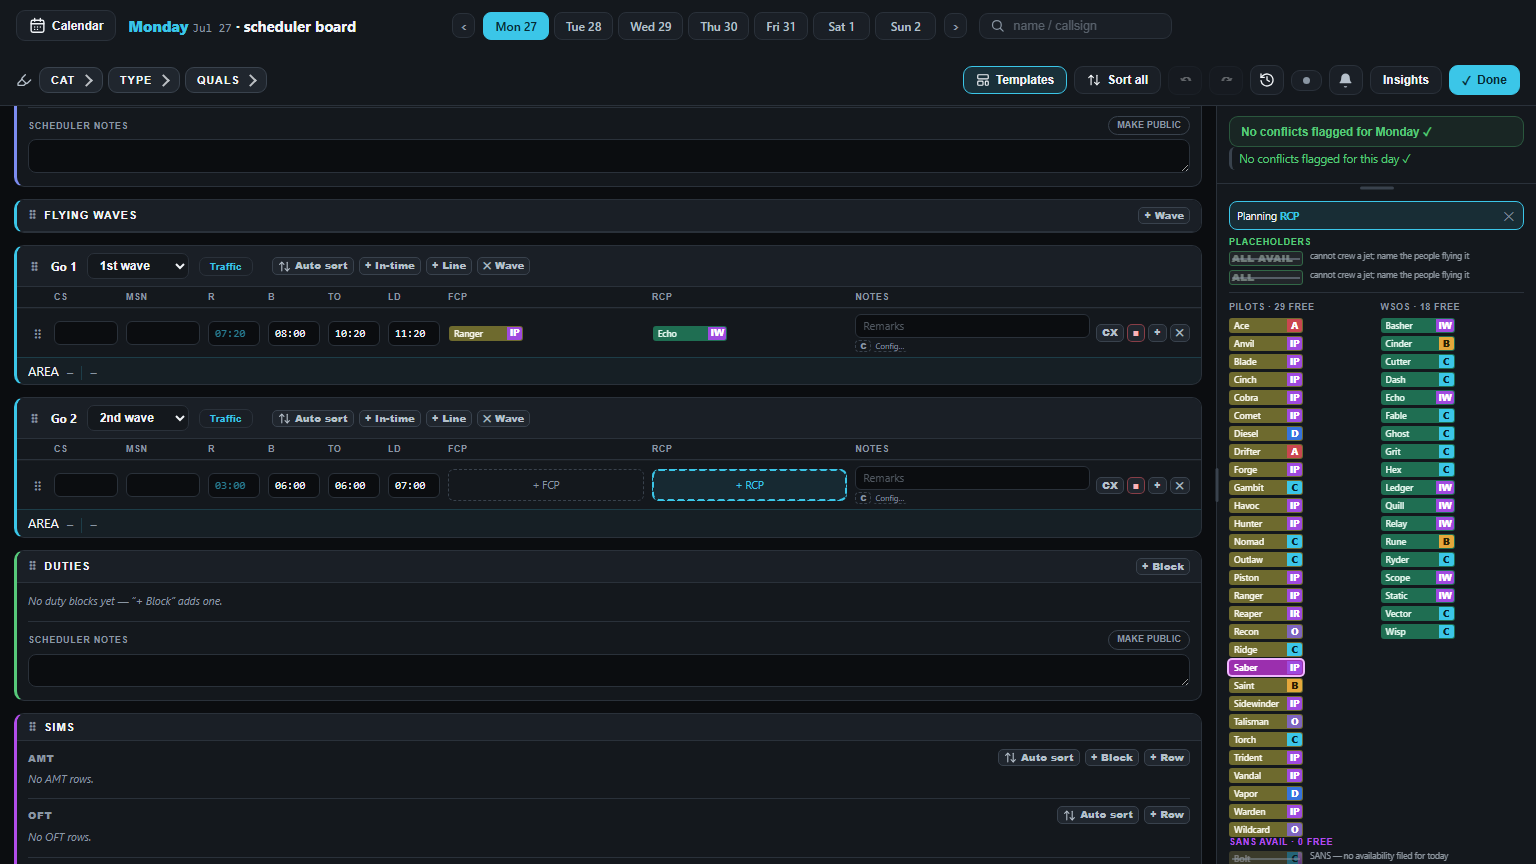 Calendar
Monday Jul 27 · scheduler board
‹ Mon 27 Tue 28 Wed 29 Thu 30 Fri 31 Sat 1 Sun 2 ›
name / callsign
CAT TYPE QUALS
Templates Sort all Insights ✓ Done
SCHEDULER NOTES MAKE PUBLIC
FLYING WAVES + Wave
Go 1 1st wave Traffic Auto sort + In-time + Line × Wave
CS MSN R B TO LD FCP RCP NOTES
07:20 08:00 10:20 11:20 Ranger IP Echo IW Remarks CX + ×
C Config...
AREA – –
Go 2 2nd wave Traffic Auto sort + In-time + Line × Wave
CS MSN R B TO LD FCP RCP NOTES
03:00 06:00 06:00 07:00 + FCP + RCP Remarks CX + ×
C Config...
AREA – –
DUTIES + Block
No duty blocks yet — "+ Block" adds one.
SCHEDULER NOTES MAKE PUBLIC
SIMS
AMT Auto sort + Block + Row
No AMT rows.
OFT Auto sort + Row
No OFT rows.
No conflicts flagged for Monday ✓
No conflicts flagged for this day ✓
Planning RCP ×
PLACEHOLDERS
ALL AVAIL cannot crew a jet; name the people flying it
ALL cannot crew a jet; name the people flying it
PILOTS · 29 FREE
Ace A
Anvil IP
Blade IP
Cinch IP
Cobra IP
Comet IP
Diesel D
Drifter A
Forge IP
Gambit C
Havoc IP
Hunter IP
Nomad C
Outlaw C
Piston IP
Ranger IP
Reaper IR
Recon O
Ridge C
Saber IP
Saint B
Sidewinder IP
Talisman O
Torch C
Trident IP
Vandal IP
Vapor D
Warden IP
Wildcard O
WSOS · 18 FREE
Basher IW
Cinder B
Cutter C
Dash C
Echo IW
Fable C
Ghost C
Grit C
Hex C
Ledger IW
Quill IW
Relay IW
Rune B
Ryder C
Scope IW
Static IW
Vector C
Wisp C
SANS AVAIL · 0 FREE
Bolt C SANS — no availability filed for today